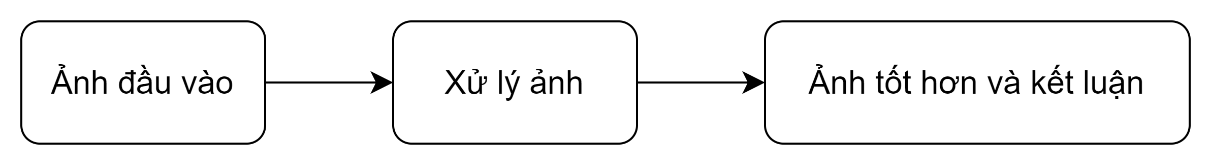 Ảnh đầu vào
Xử lý ảnh
Ảnh tốt hơn và kết luận